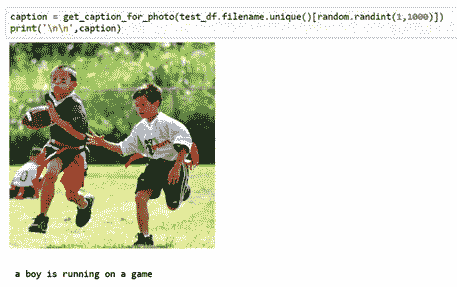 caption = get_caption_for_photo(test_df.filename.unique()[random.randint(1,1000)])
print('\n\n',caption)
a boy is running on a game